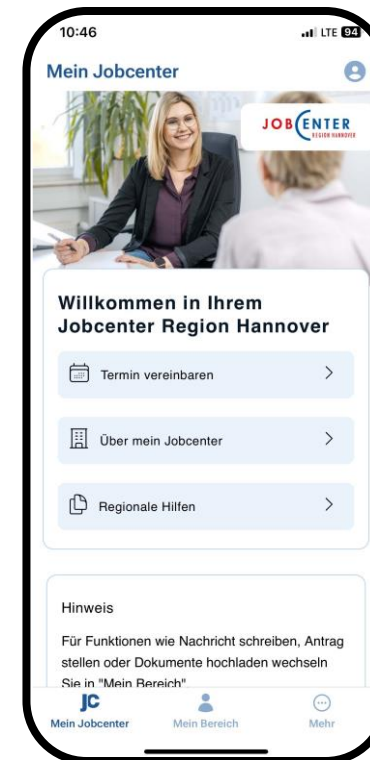 10:46
LTE 94
Mein Jobcenter
JOBCENTER
REGION HANNOVER
Willkommen in Ihrem
Jobcenter Region Hannover
Termin vereinbaren
Über mein Jobcenter
Regionale Hilfen
Hinweis
Für Funktionen wie Nachricht schreiben, Antrag
stellen oder Dokumente hochladen wechseln
Sie in "Mein Bereich".
JC
Mein Jobcenter
Mein Bereich
Mehr